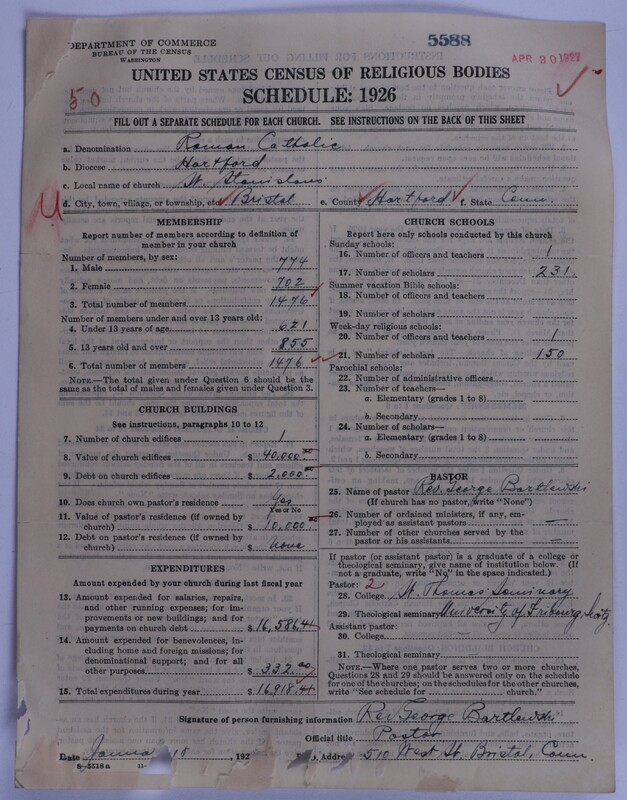 DEPARTMENT OF COMMERCE
BUREAU OF THE CENSUS
WASHINGTON
5588
APR 30 1927
50
UNITED STATES CENSUS OF RELIGIOUS BODIES
SCHEDULE: 1926
FILL OUT A SEPARATE SCHEDULE FOR EACH CHURCH. SEE INSTRUCTIONS ON THE BACK OF THIS SHEET
a. Denomination Roman Catholic
b. Diocese Hartford
c. Local name of church St. Stanislaus
d. City, town, village, or township, etc. Bristol e. County Hartford f. State Conn.
MEMBERSHIP
Report number of members according to definition of
member in your church
Number of members, by sex:
1. Male 774
2. Female 702
3. Total number of members 1476
Number of members under and over 13 years old:
4. Under 13 years of age 621
5. 13 years old and over 855
6. Total number of members 1476
NOTE.—The total given under Question 6 should be
same as the total of males and females given under Question 3.
CHURCH BUILDINGS
See instructions, paragraphs 10 to 12
7. Number of church edifices 1
8. Value of church edifices $ 40,000.00
9. Debt on church edifices $ 2,000.00
10. Does church own pastor's residence Yes
Yes or No
11. Value of pastor's residence (if owned by
church) $ 10,000.00
12. Debt on pastor's residence (if owned by
church) $ None
EXPENDITURES
Amount expended by your church during last fiscal year
13. Amount expended for salaries, repairs,
and other running expenses; for im-
provements or new buildings; and for
payments on church debt $ 16,586.41
14. Amount expended for benevolences, in-
cluding home and foreign missions; for
denominational support; and for all
other purposes $ 332.00
15. Total expenditures during year $ 16,918.41
CHURCH SCHOOLS
Report here only schools conducted by this church
Sunday schools:
16. Number of officers and teachers 1
17. Number of scholars 231.
Summer vacation Bible schools:
18. Number of officers and teachers
19. Number of scholars
Week-day religious schools:
20. Number of officers and teachers 1
21. Number of scholars 150
Parochial schools:
22. Number of administrative officers
23. Number of teachers—
a. Elementary (grades 1 to 8)
b. Secondary
24. Number of scholars—
a. Elementary (grades 1 to 8)
b. Secondary
PASTOR
25. Name of pastor Rev. George Bartlewski
(If church has no pastor, write "None")
26. Number of ordained ministers, if any, em-
ployed as assistant pastors —
27. Number of other churches served by the
pastor or his assistants —
If pastor (or assistant pastor) is a graduate of a college or
theological seminary, give name of institution below. (If
not a graduate, write "No" in the space indicated.)
Pastor: 2
28. College St. Thomas Seminary
29. Theological seminary University of Fribourg,
Assistant pastor:
30. College
31. Theological seminary
NOTE.—Where one pastor serves two or more churches,
Questions 28 and 29 should be answered only on the schedule
for one of the churches; on the schedules for the other churches,
write "See schedule for church."
Signature of person furnishing information Rev. George Bartlewski
Official title Pastor
Date 18 , 192 Addre 510 West St. Bristol, Conn.
8-5518 a 11-